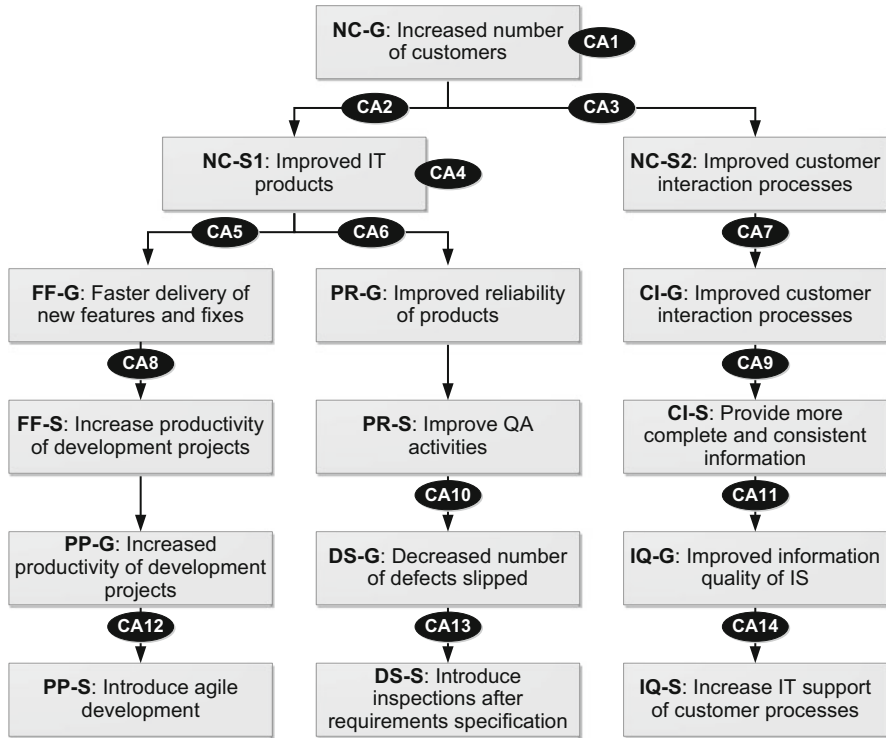 NC-G: Increased number
of customers
CA1
CA2
CA3
NC-S1: Improved IT
products
CA4
NC-S2: Improved customer
interaction processes
CA5
CA6
CA7
FF-G: Faster delivery of
new features and fixes
PR-G: Improved reliability
of products
CI-G: Improved customer
interaction processes
CA8
CA9
FF-S: Increase productivity
of development projects
PR-S: Improve QA
activities
CI-S: Provide more
complete and consistent
information
CA10
CA11
PP-G: Increased
productivity of development
projects
DS-G: Decreased number
of defects slipped
IQ-G: Improved information
quality of IS
CA12
CA13
CA14
PP-S: Introduce agile
development
DS-S: Introduce
inspections after
requirements specification
IQ-S: Increase IT support
of customer processes